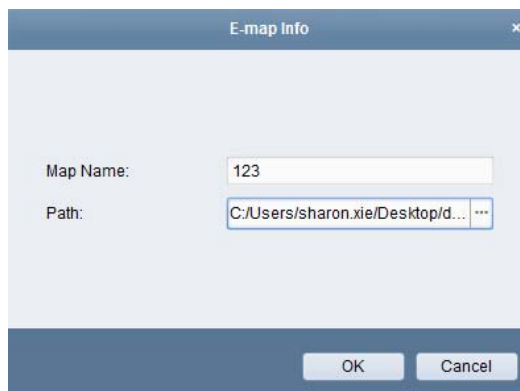 E-map Info
Map Name: 123
Path: C:/Users/sharon.xie/Desktop/d... ...
OK Cancel